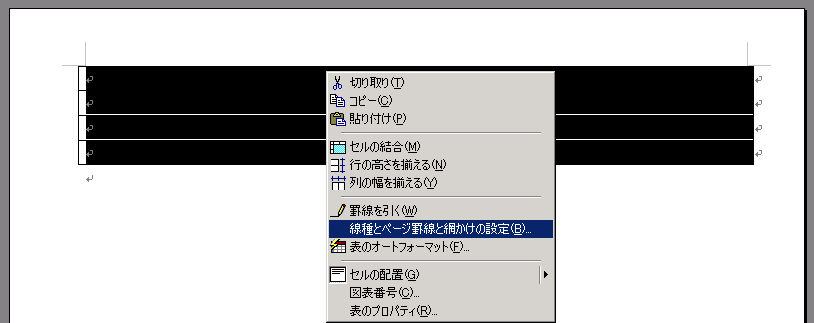 切り取り(T)
コピー(C)
貼り付け(P)
セルの結合(M)
行の高さを揃える(N)
列の幅を揃える(Y)
罫線を引く(W)
線種とページ罫線と網かけの設定(B)...
表のオートフォーマット(F)...
セルの配置(G)
図表番号(C)...
表のプロパティ(R)...